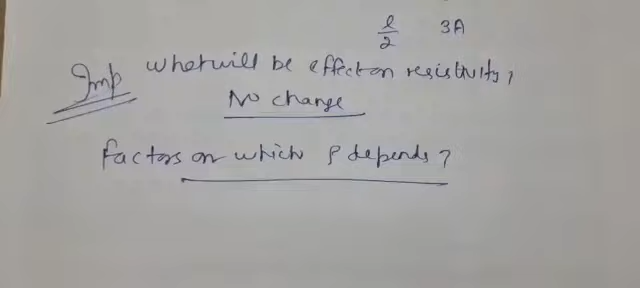 l/2 3A
Imp what will be effect on resistivity?
No change
factors on which ρ depends?